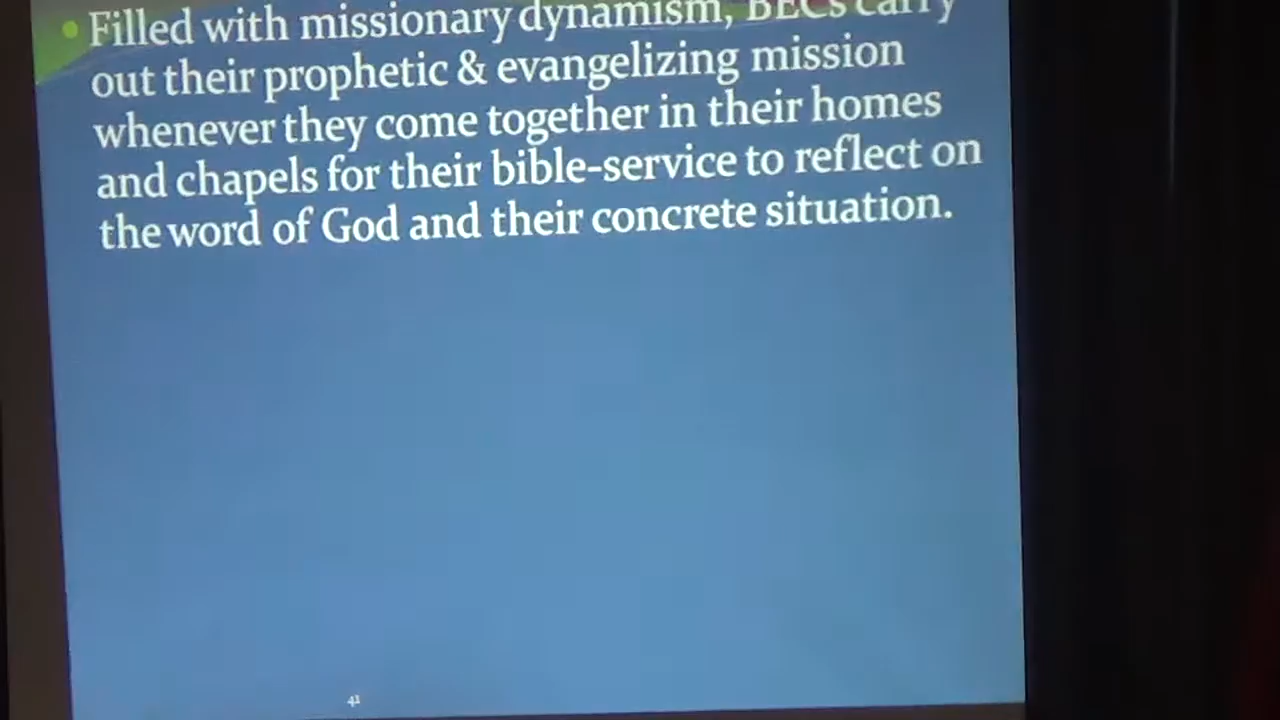 Filled with missionary dynamism, BECs carry
out their prophetic & evangelizing mission
whenever they come together in their homes
and chapels for their bible-service to reflect on
the word of God and their concrete situation.
41